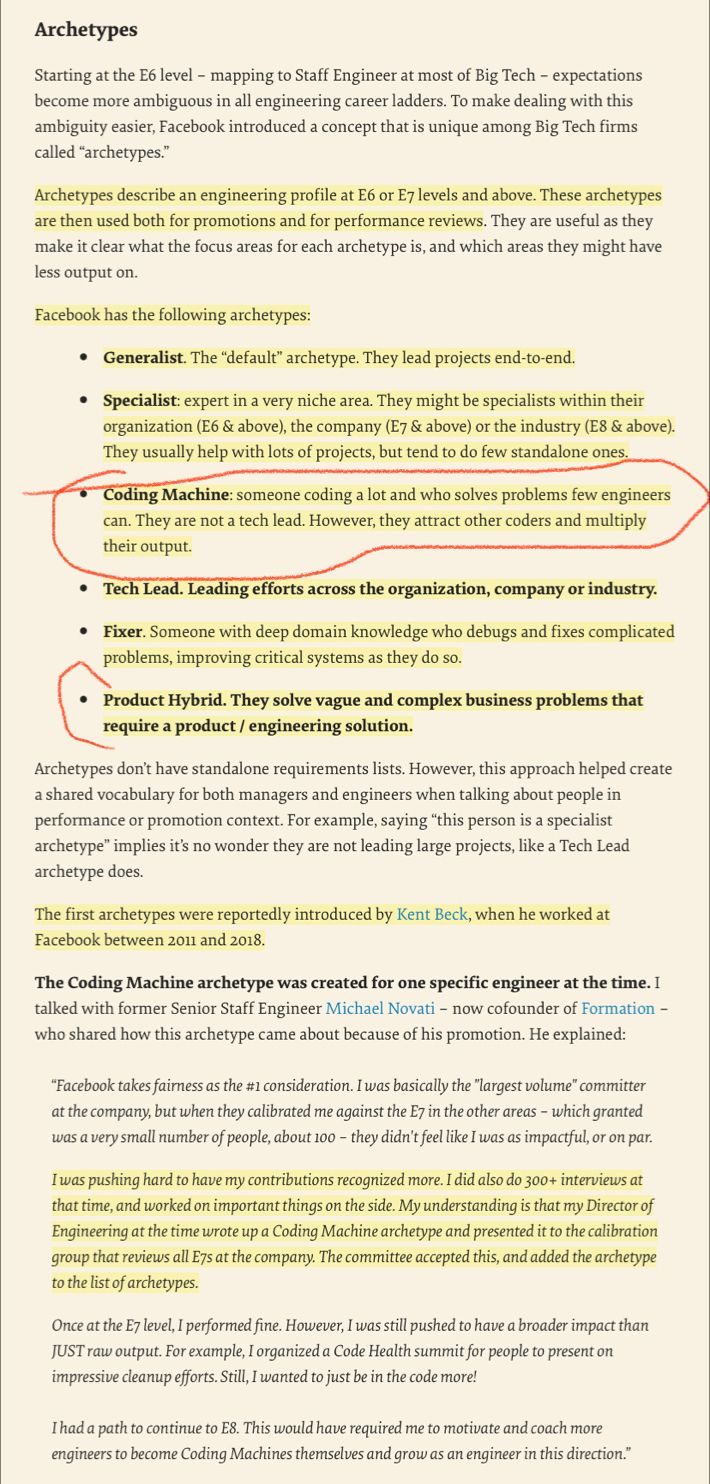 Archetypes
Starting at the E6 level – mapping to Staff Engineer at most of Big Tech – expectations
become more ambiguous in all engineering career ladders. To make dealing with this
ambiguity easier, Facebook introduced a concept that is unique among Big Tech firms
called “archetypes.”
Archetypes describe an engineering profile at E6 or E7 levels and above. These archetypes
are then used both for promotions and for performance reviews. They are useful as they
make it clear what the focus areas for each archetype is, and which areas they might have
less output on.
Facebook has the following archetypes:
• Generalist. The “default” archetype. They lead projects end-to-end.
• Specialist: expert in a very niche area. They might be specialists within their
organization (E6 & above), the company (E7 & above) or the industry (E8 & above).
They usually help with lots of projects, but tend to do few standalone ones.
• Coding Machine: someone coding a lot and who solves problems few engineers
can. They are not a tech lead. However, they attract other coders and multiply
their output.
• Tech Lead. Leading efforts across the organization, company or industry.
• Fixer. Someone with deep domain knowledge who debugs and fixes complicated
problems, improving critical systems as they do so.
• Product Hybrid. They solve vague and complex business problems that
require a product / engineering solution.
Archetypes don’t have standalone requirements lists. However, this approach helped create
a shared vocabulary for both managers and engineers when talking about people in
performance or promotion context. For example, saying “this person is a specialist
archetype” implies it’s no wonder they are not leading large projects, like a Tech Lead
archetype does.
The first archetypes were reportedly introduced by Kent Beck, when he worked at
Facebook between 2011 and 2018.
The Coding Machine archetype was created for one specific engineer at the time. I
talked with former Senior Staff Engineer Michael Novati – now cofounder of Formation –
who shared how this archetype came about because of his promotion. He explained:
“Facebook takes fairness as the #1 consideration. I was basically the "largest volume" committer
at the company, but when they calibrated me against the E7 in the other areas – which granted
was a very small number of people, about 100 – they didn't feel like I was as impactful, or on par.
I was pushing hard to have my contributions recognized more. I did also do 300+ interviews at
that time, and worked on important things on the side. My understanding is that my Director of
Engineering at the time wrote up a Coding Machine archetype and presented it to the calibration
group that reviews all E7s at the company. The committee accepted this, and added the archetype
to the list of archetypes.
Once at the E7 level, I performed fine. However, I was still pushed to have a broader impact than
JUST raw output. For example, I organized a Code Health summit for people to present on
impressive cleanup efforts. Still, I wanted to just be in the code more!
I had a path to continue to E8. This would have required me to motivate and coach more
engineers to become Coding Machines themselves and grow as an engineer in this direction.”